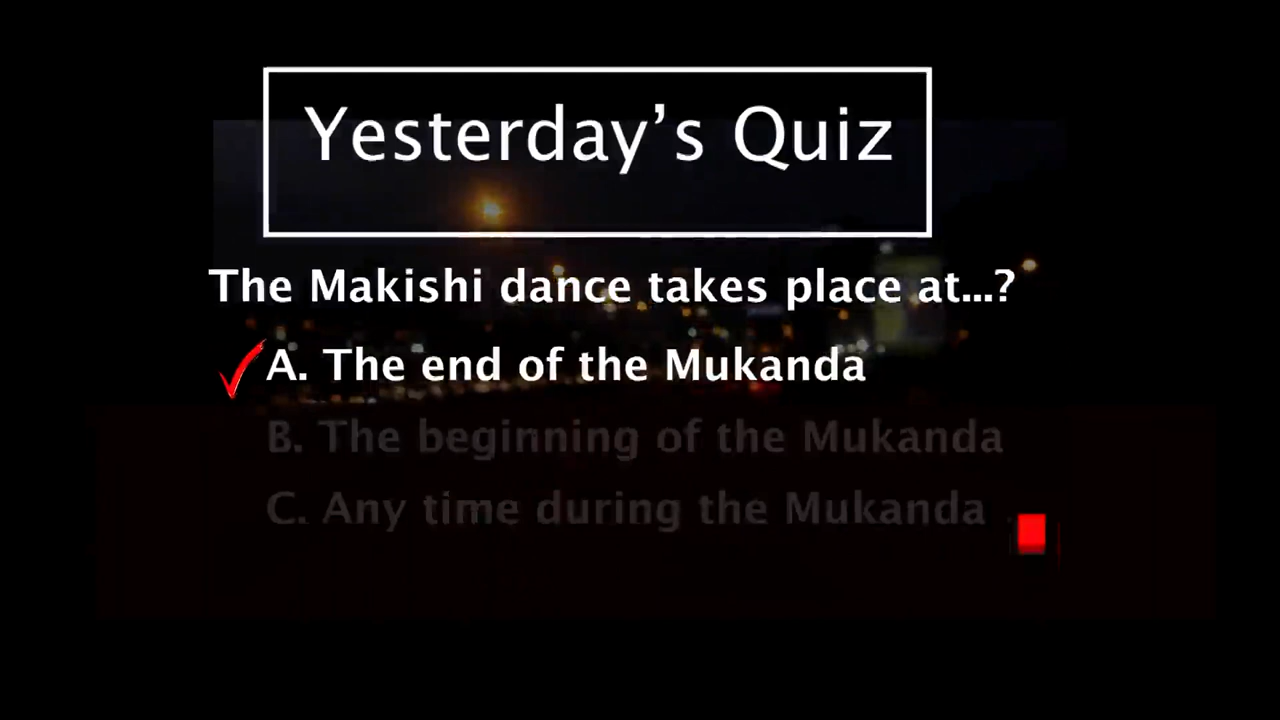 Yesterday’s Quiz
The Makishi dance takes place at...?
A. The end of the Mukanda
B. The beginning of the Mukanda
C. Any time during the Mukanda